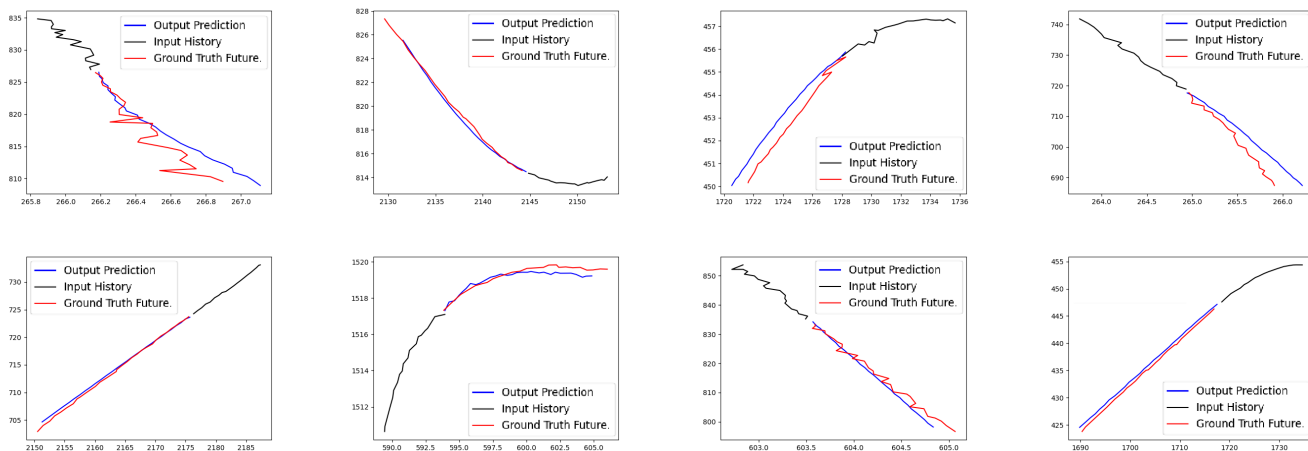 835
830
825
820
815
810
265.8 266.0 266.2 266.4 266.6 266.8 267.0
Output Prediction
Input History
Ground Truth Future.
828
826
824
822
820
818
816
814
2130 2135 2140 2145 2150
Output Prediction
Input History
Ground Truth Future.
457
456
455
454
453
452
451
450
1720 1722 1724 1726 1728 1730 1732 1734 1736
Output Prediction
Input History
Ground Truth Future.
740
730
720
710
700
690
264.0 264.5 265.0 265.5 266.0
Output Prediction
Input History
Ground Truth Future.
730
725
720
715
710
705
2150 2155 2160 2165 2170 2175 2180 2185
Output Prediction
Input History
Ground Truth Future.
1520
1518
1516
1514
1512
590.0 592.5 595.0 597.5 600.0 602.5 605.0
Output Prediction
Input History
Ground Truth Future.
850
840
830
820
810
800
603.0 603.5 604.0 604.5 605.0
Output Prediction
Input History
Ground Truth Future.
455
450
445
440
435
430
425
1690 1700 1710 1720 1730
Output Prediction
Input History
Ground Truth Future.